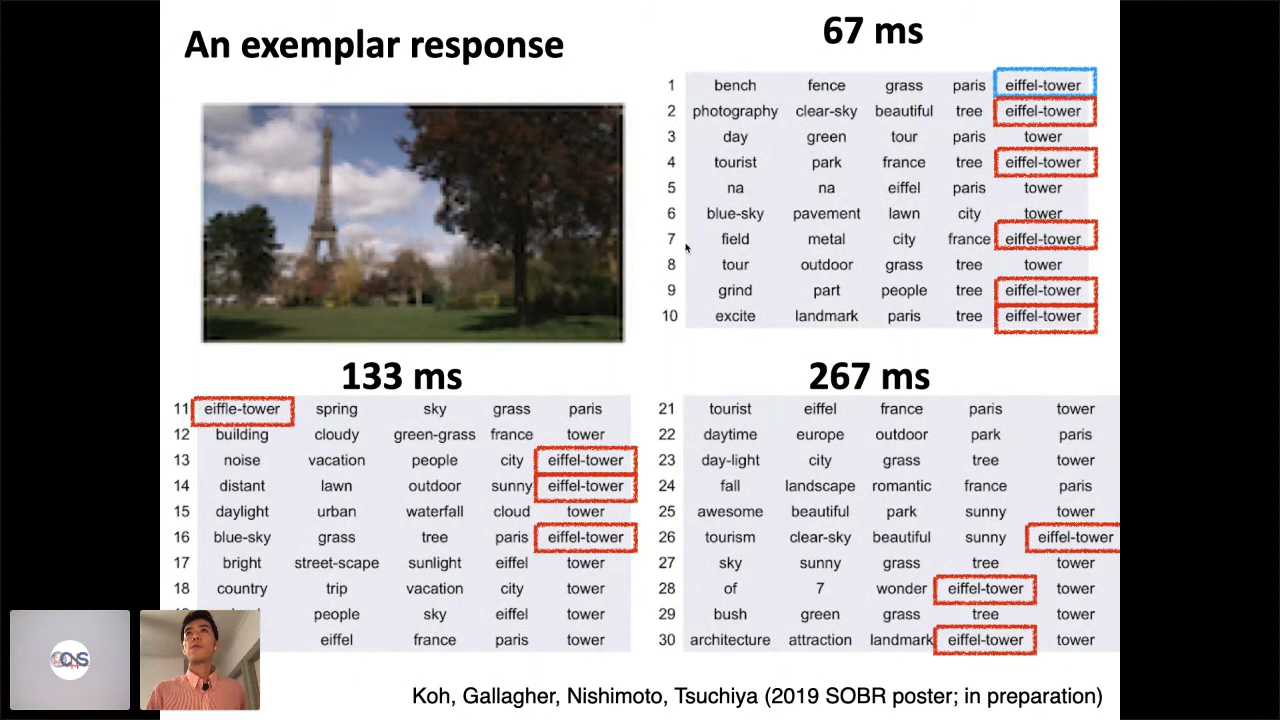 An exemplar response
67 ms
1 bench fence grass paris eiffel-tower
2 photography clear-sky beautiful tree eiffel-tower
3 day green tour paris tower
4 tourist park france tree eiffel-tower
5 na na eiffel paris tower
6 blue-sky pavement lawn city tower
7 field metal city france eiffel-tower
8 tour outdoor grass tree tower
9 grind part people tree eiffel-tower
10 excite landmark paris tree eiffel-tower
133 ms
11 eiffle-tower spring sky grass paris
12 building cloudy green-grass france tower
13 noise vacation people city eiffel-tower
14 distant lawn outdoor sunny eiffel-tower
15 daylight urban waterfall cloud tower
16 blue-sky grass tree paris eiffel-tower
17 bright street-scape sunlight eiffel tower
18 country trip vacation city tower
people sky eiffel tower
eiffel france paris tower
267 ms
21 tourist eiffel france paris tower
22 daytime europe outdoor park paris
23 day-light city grass tree tower
24 fall landscape romantic france paris
25 awesome beautiful park sunny tower
26 tourism clear-sky beautiful sunny eiffel-tower
27 sky sunny grass tree tower
28 of 7 wonder eiffel-tower tower
29 bush green grass tree tower
30 architecture attraction landmark eiffel-tower tower
Koh, Gallagher, Nishimoto, Tsuchiya (2019 SOBR poster; in preparation)